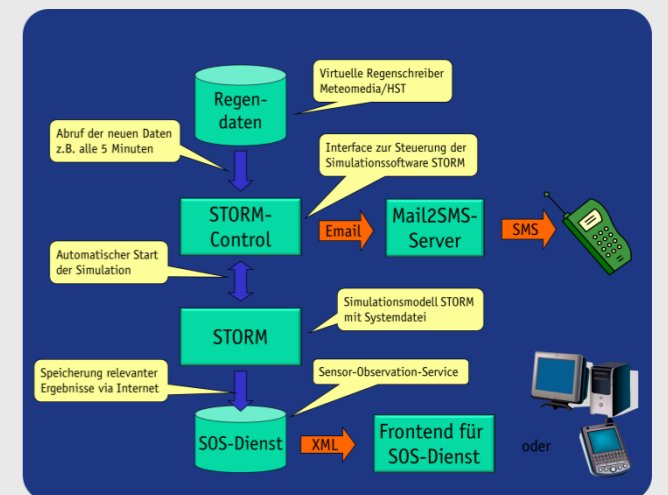 Virtuelle Regenschreiber
Meteomedia/HST
Regen-
daten
Abruf der neuen Daten
z.B. alle 5 Minuten
Interface zur Steuerung der
Simulationssoftware STORM
STORM-
Control
Email
Mail2SMS-
Server
SMS
Automatischer Start
der Simulation
Simulationsmodell STORM
mit Systemdatei
STORM
Speicherung relevanter
Ergebnisse via Internet
Sensor-Observation-Service
SOS-Dienst
XML
Frontend für
SOS-Dienst
oder